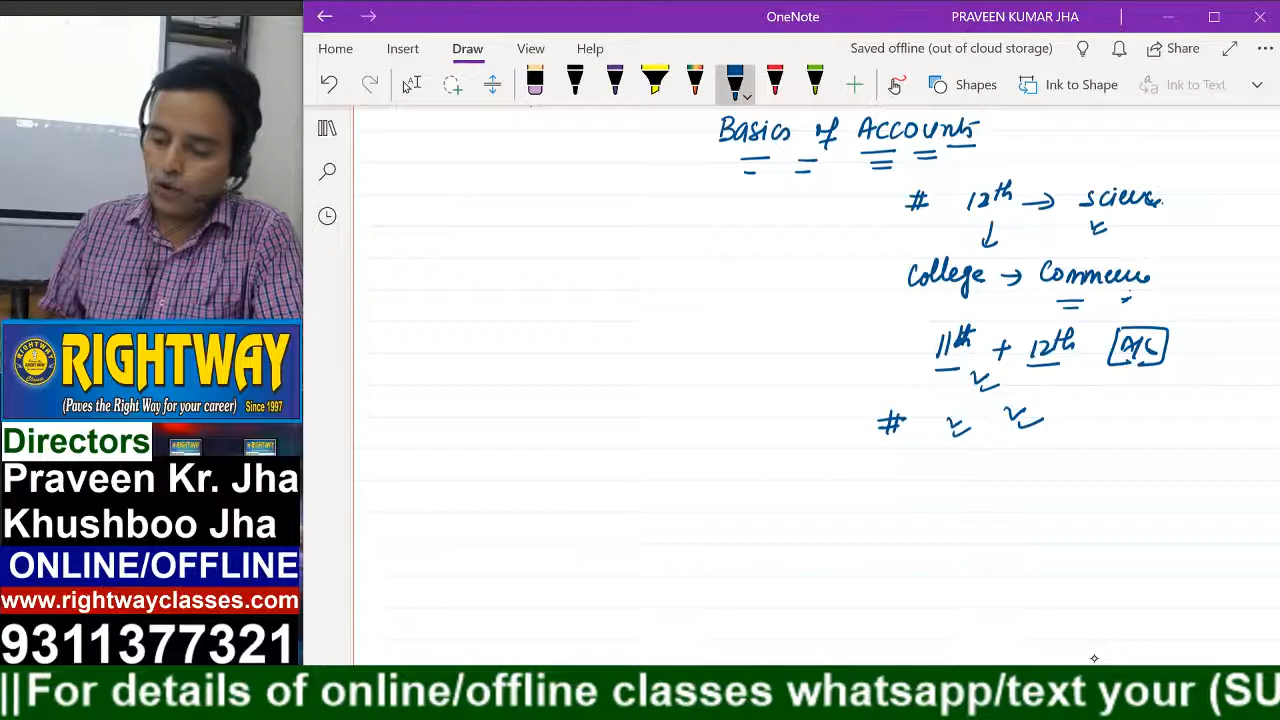 OneNote
PRAVEEN KUMAR JHA
Home Insert Draw View Help
Saved offline (out of cloud storage)
Share
Shapes
Ink to Shape
Ink to Text
Basics of ACCOUNTS
# 12th → Science
↓
College → Commerce
11th + 12th A/C
#
RIGHTWAY
Classes
(Paves the Right Way for your career) Since 1997
Directors
Praveen Kr. Jha
Khushboo Jha
ONLINE/OFFLINE
www.rightwayclasses.com
9311377321
||For details of online/offline classes whatsapp/text your (SU